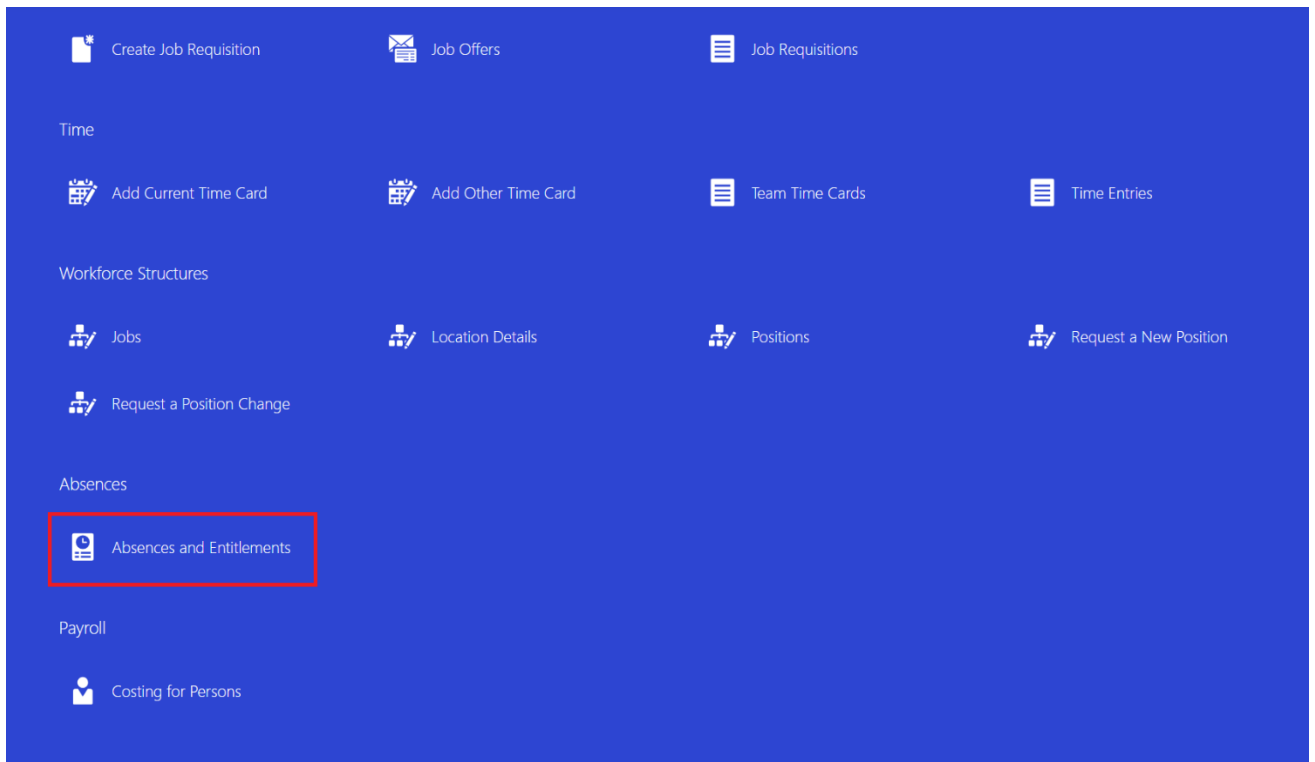 Create Job Requisition
Job Offers
Job Requisitions
Time
Add Current Time Card
Add Other Time Card
Team Time Cards
Time Entries
Workforce Structures
Jobs
Location Details
Positions
Request a New Position
Request a Position Change
Absences
Absences and Entitlements
Payroll
Costing for Persons